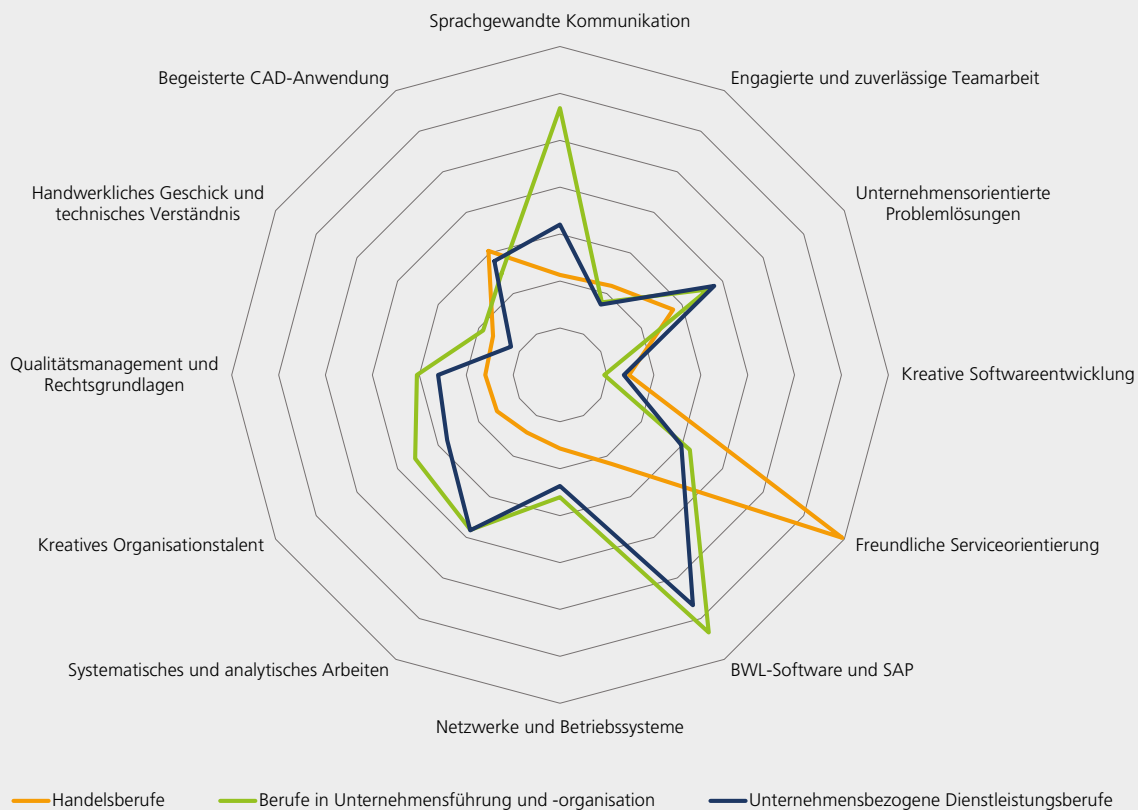 Sprachgewandte Kommunikation
Begeisterte CAD-Anwendung
Engagierte und zuverlässige Teamarbeit
Handwerkliches Geschick und
technisches Verständnis
Unternehmensorientierte
Problemlösungen
Qualitätsmanagement und
Rechtsgrundlagen
Kreative Softwareentwicklung
Kreatives Organisationstalent
Freundliche Serviceorientierung
Systematisches und analytisches Arbeiten
BWL-Software und SAP
Netzwerke und Betriebssysteme
Handelsberufe
Berufe in Unternehmensführung und -organisation
Unternehmensbezogene Dienstleistungsberufe